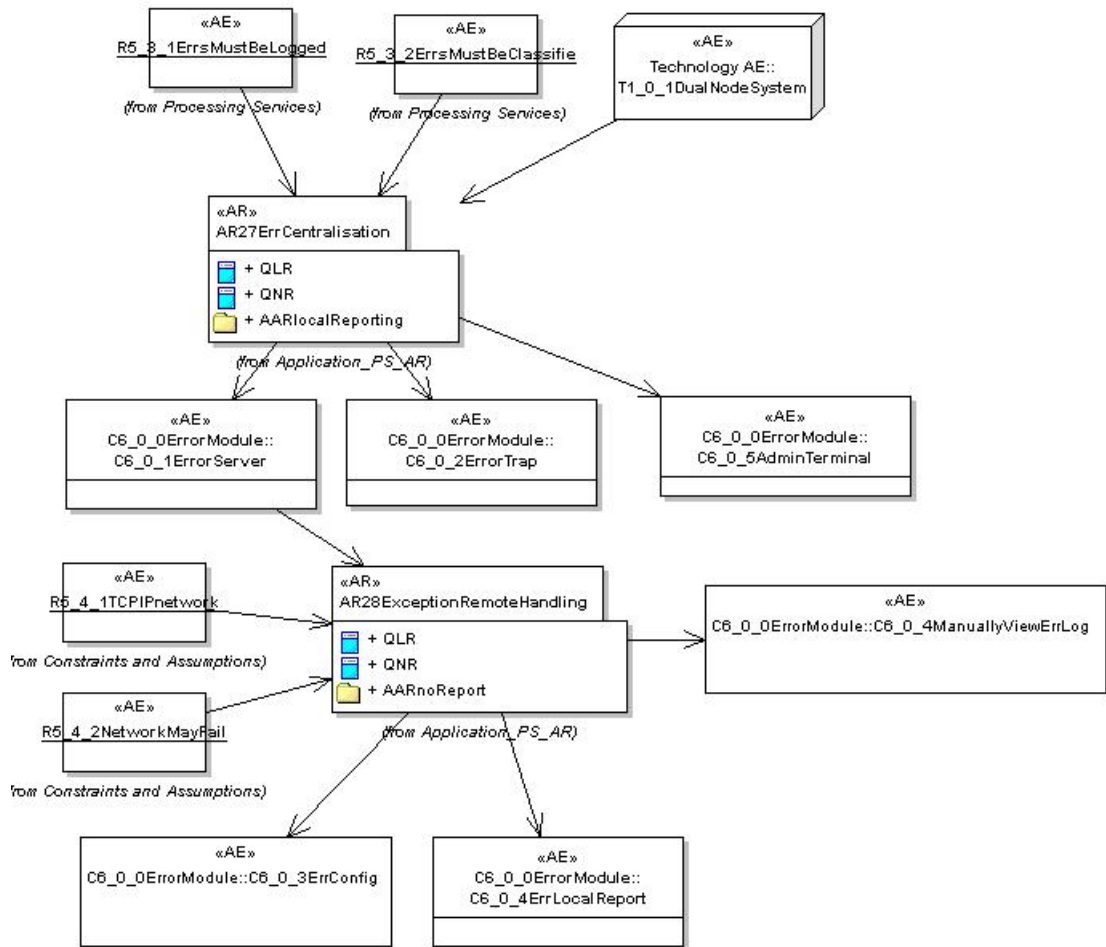 «AE»
R5_3_1ErrsMustBeLogged
(from Processing Services)
«AE»
R5_3_2ErrsMustBeClassifie
(from Processing Services)
«AE»
Technology AE::
T1_0_1DualNodeSystem
«AR»
AR27ErrCentralisation
+ QLR
+ QNR
+ AARlocalReporting
(from Application_PS_AR)
«AE»
C6_0_0ErrorModule::
C6_0_1ErrorServer
«AE»
C6_0_0ErrorModule::
C6_0_2ErrorTrap
«AE»
C6_0_0ErrorModule::
C6_0_5AdminTerminal
«AE»
R5_4_1TCPIPnetwork
from Constraints and Assumptions)
«AR»
AR28ExceptionRemoteHandling
+ QLR
+ QNR
+ AARnoReport
(from Application_PS_AR)
«AE»
C6_0_0ErrorModule::C6_0_4ManuallyViewErrLog
«AE»
R5_4_2NetworkMayFail
from Constraints and Assumptions)
«AE»
C6_0_0ErrorModule::C6_0_3ErrConfig
«AE»
C6_0_0ErrorModule::
C6_0_4ErrLocalReport